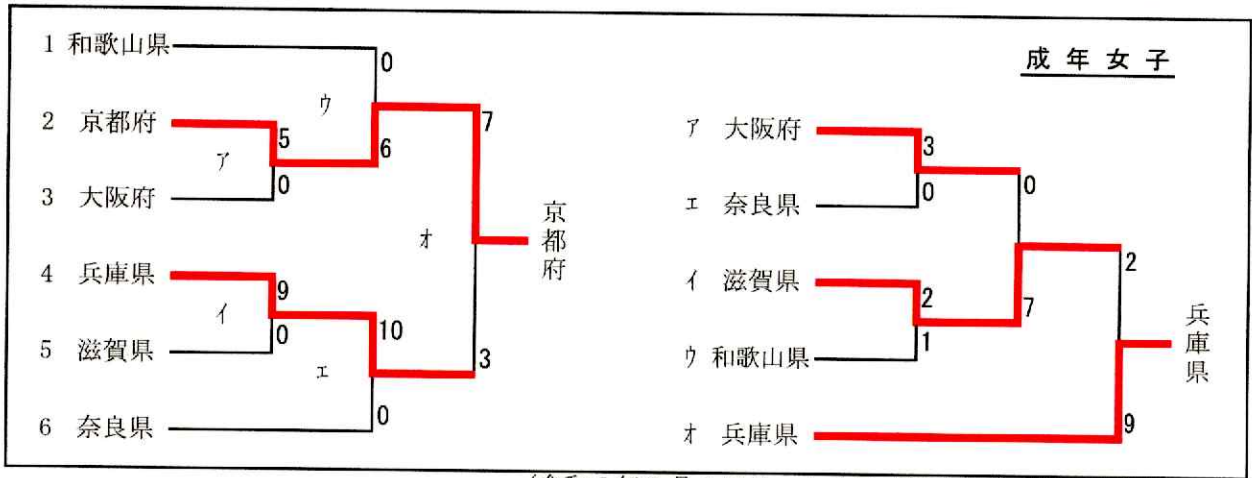 成年女子
1 和歌山県
0
ウ
2 京都府
5
6
7
ア
0
3 大阪府
オ
京都府
4 兵庫県
9
イ
0
10
3
5 滋賀県
エ
0
6 奈良県
ア 大阪府
3
0
0
エ 奈良県
イ 滋賀県
2
7
2
1
ウ 和歌山県
兵庫県
オ 兵庫県
9